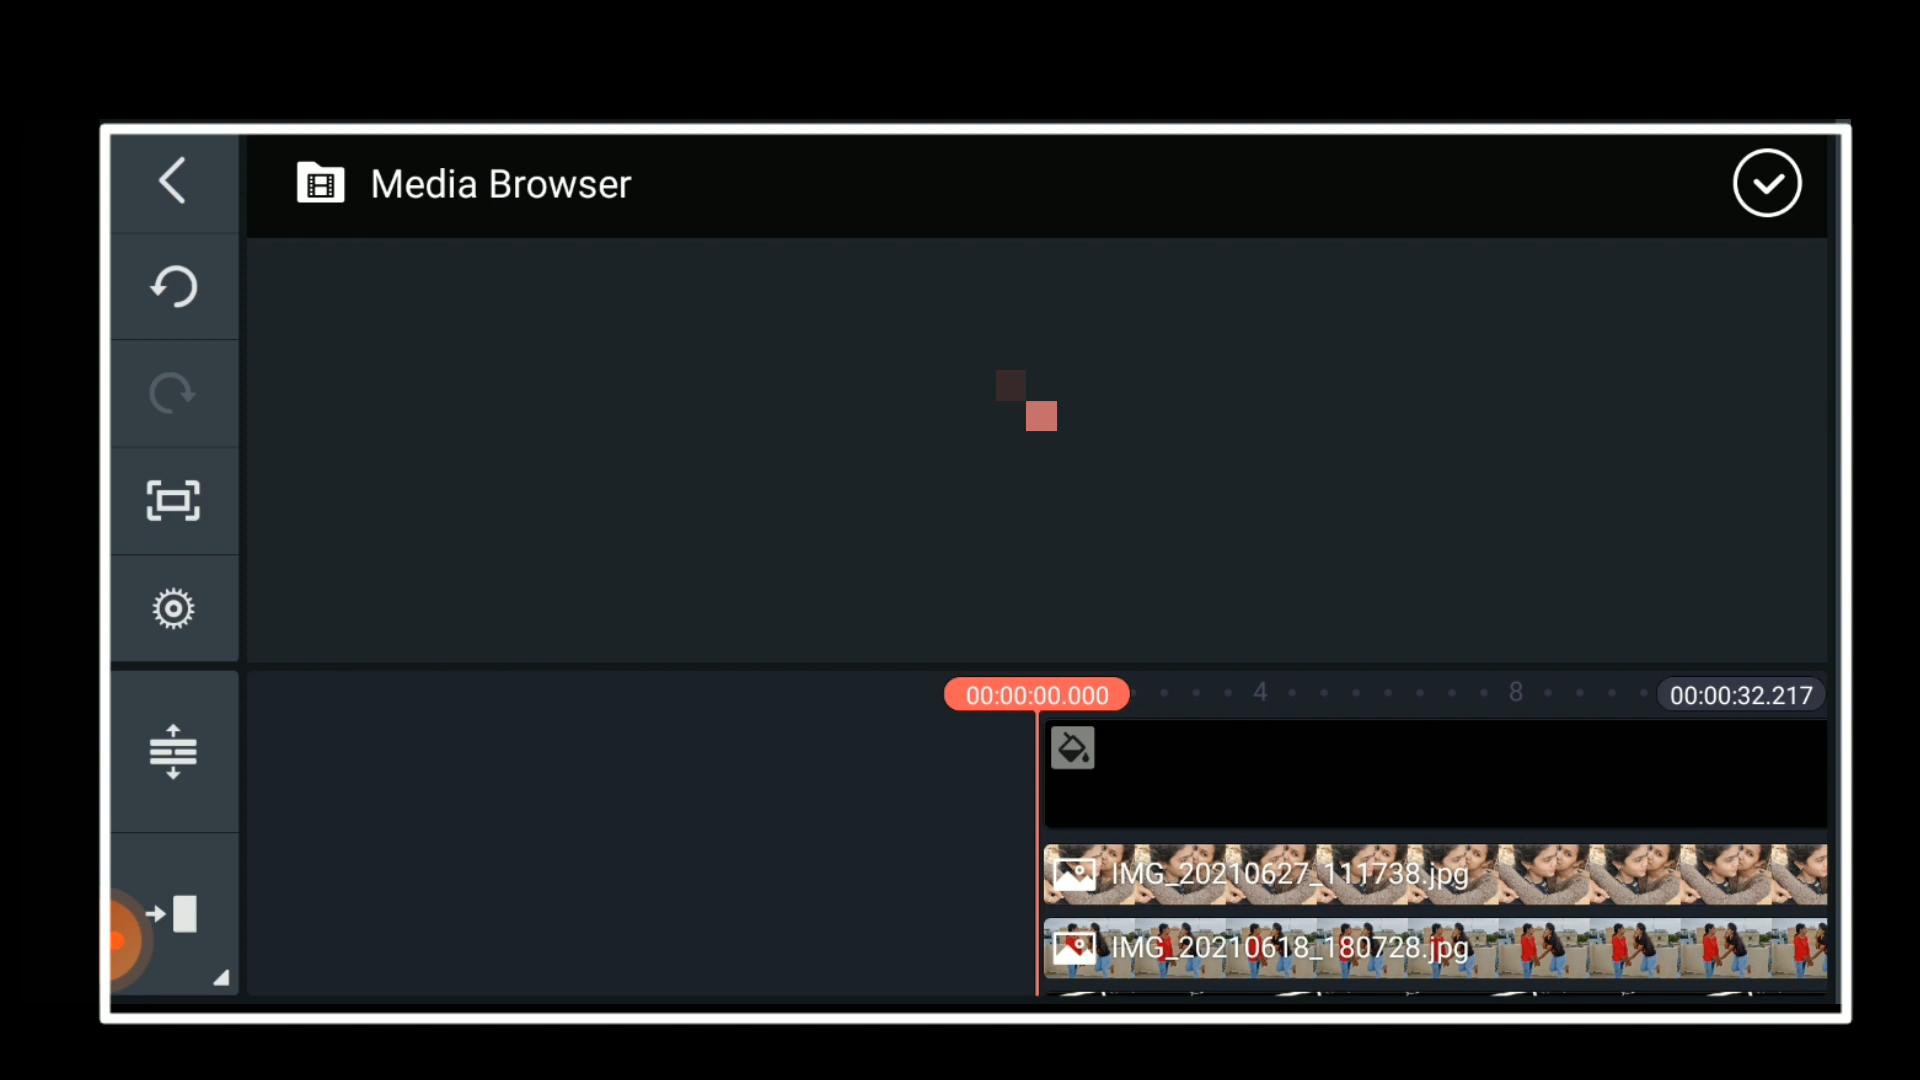 Media Browser
00:00:00.000
4
8
00:00:32.217
IMG_20210627_111738.jpg
IMG_20210618_180728.jpg